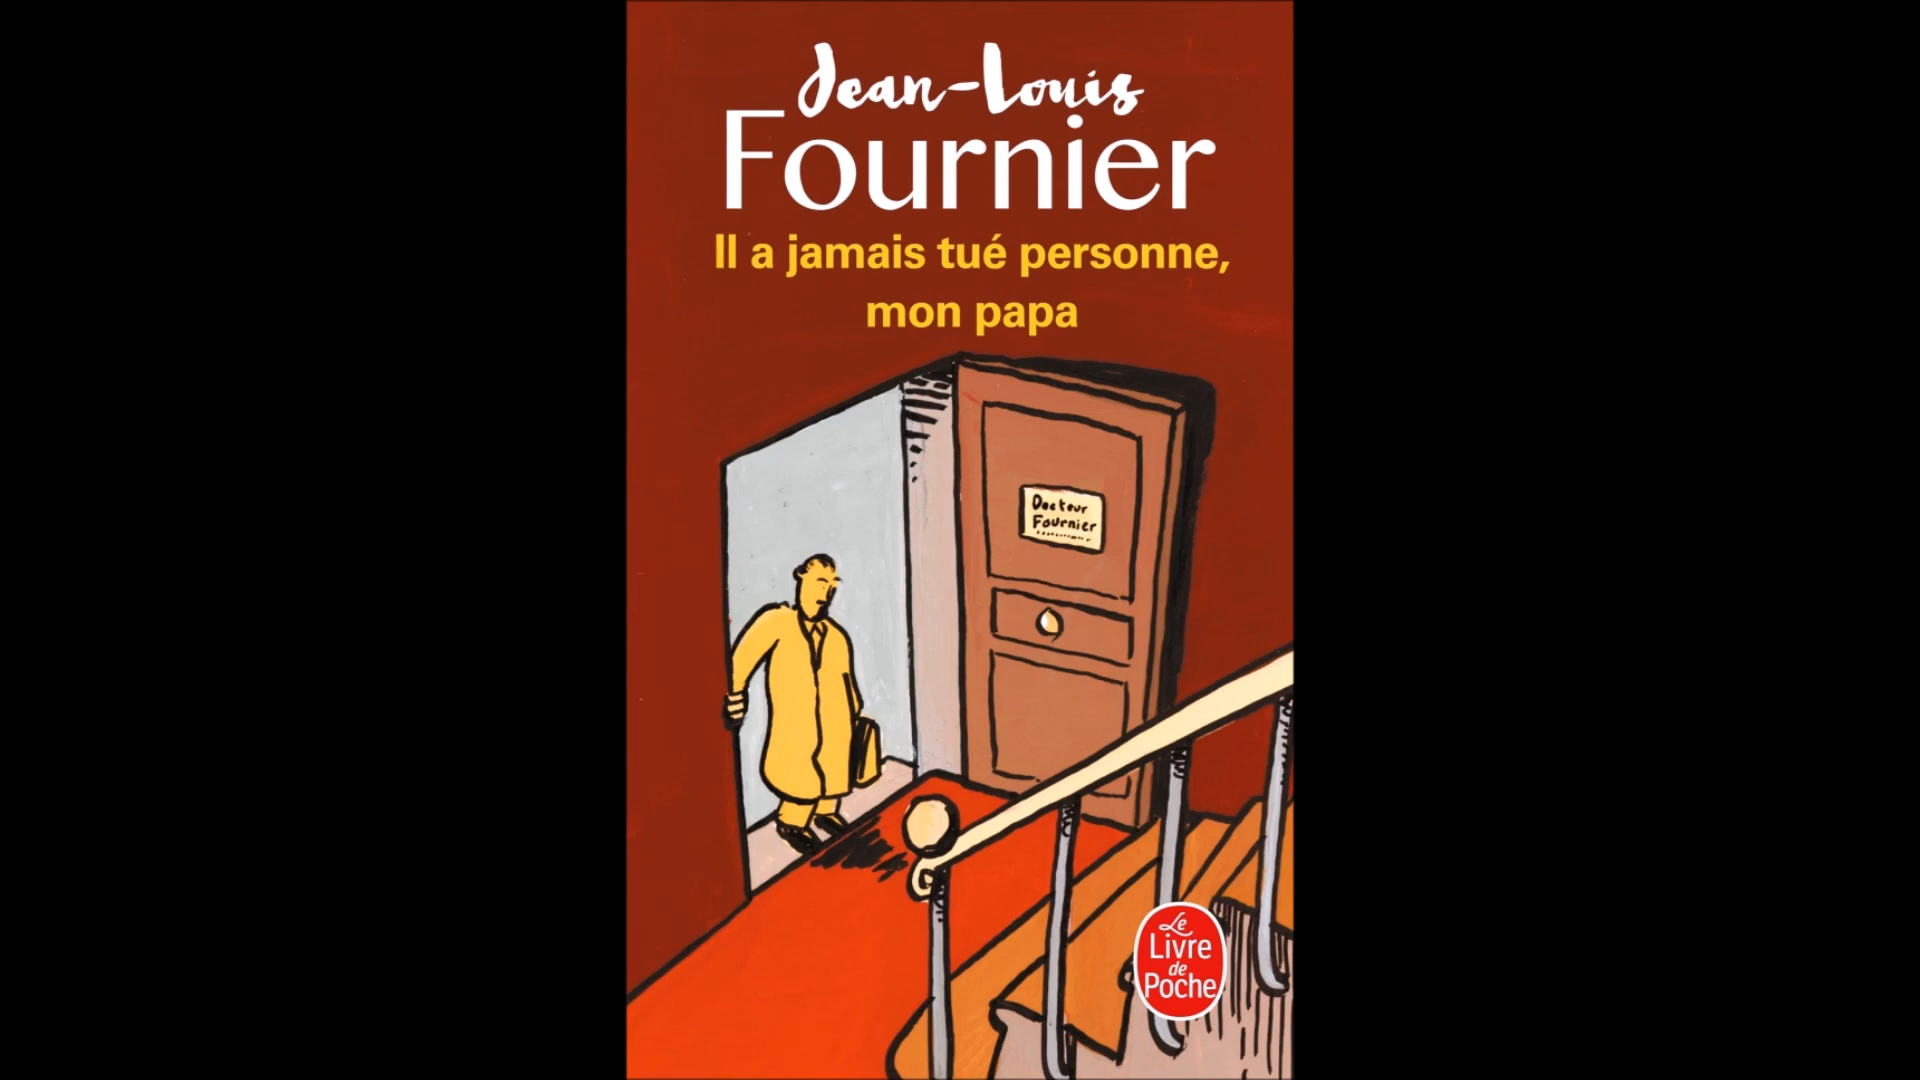 Jean-Louis
Fournier
Il a jamais tué personne,
mon papa
Docteur
Fournier
Le
Livre
de
Poche